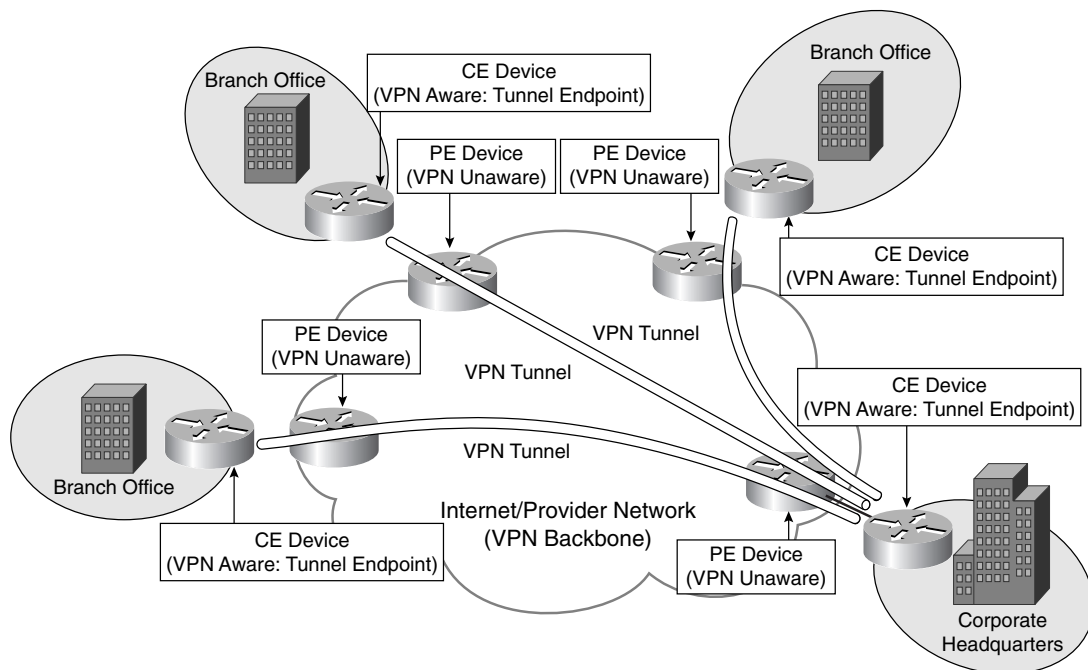 Branch Office
CE Device
(VPN Aware: Tunnel Endpoint)
Branch Office
PE Device
(VPN Unaware)
PE Device
(VPN Unaware)
CE Device
(VPN Aware: Tunnel Endpoint)
PE Device
(VPN Unaware)
VPN Tunnel
VPN Tunnel
CE Device
(VPN Aware: Tunnel Endpoint)
VPN Tunnel
Branch Office
Internet/Provider Network
(VPN Backbone)
CE Device
(VPN Aware: Tunnel Endpoint)
PE Device
(VPN Unaware)
Corporate
Headquarters